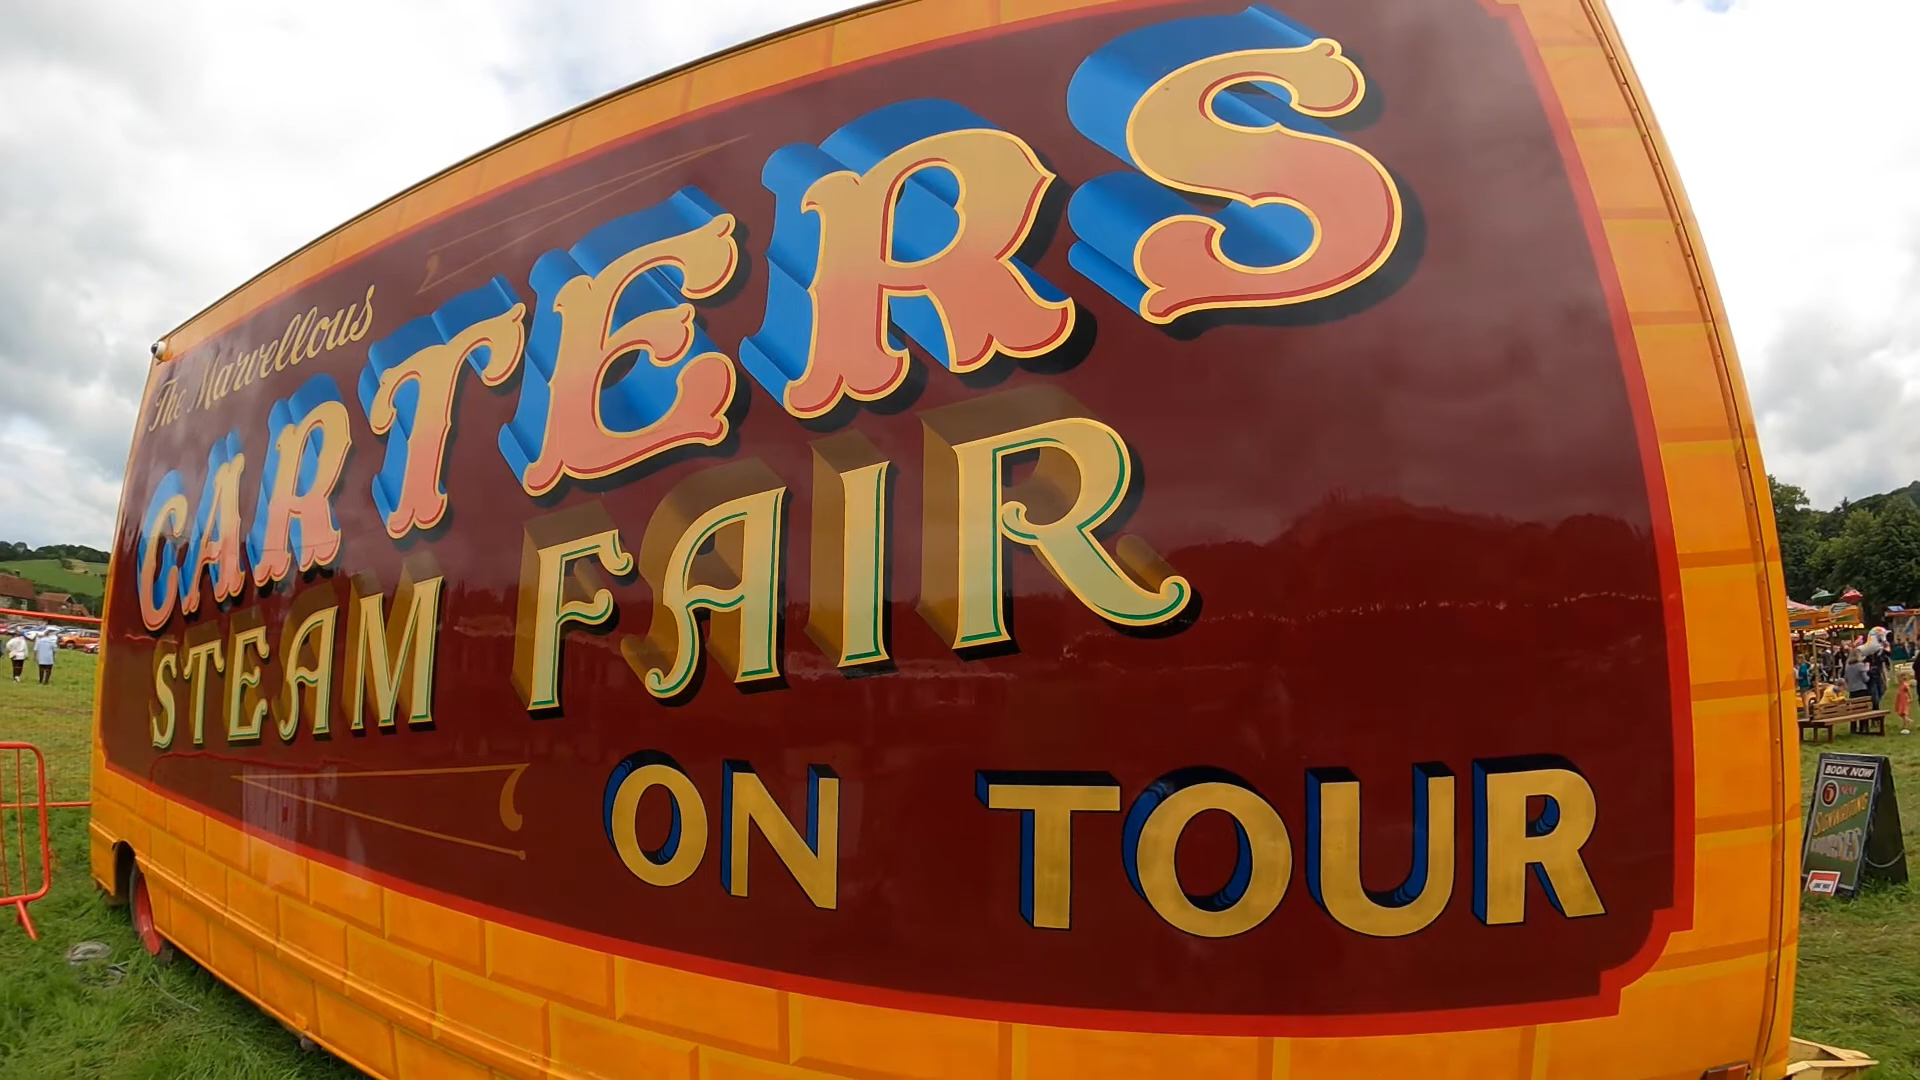 The Marvellous
CARTERS
STEAM FAIR
ON TOUR
BOOK NOW